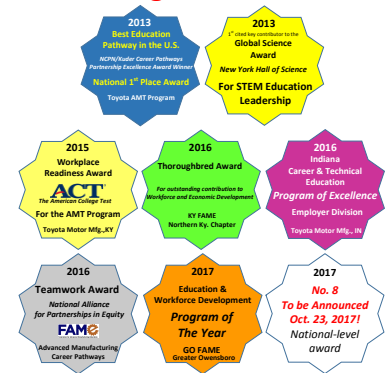 2013
Best Education
Pathway in the U.S.
NCPN/Kuder Career Pathways
Partnership Excellence Award Winner
National 1st Place Award
Toyota AMT Program
2013
1st cited key contributor to the
Global Science
Award
New York Hall of Science
For STEM Education
Leadership
2015
Workplace
Readiness Award
ACT
The American College Test
For the AMT Program
Toyota Motor Mfg.,KY
2016
Thoroughbred Award
For outstanding contribution to
Workforce and Economic Development
KY FAME
Northern Ky. Chapter
2016
Indiana
Career & Technical
Education
Program of Excellence
Employer Division
Toyota Motor Mfg., IN
2016
Teamwork Award
National Alliance
for Partnerships in Equity
FAME
Advanced Manufacturing
Career Pathways
2017
Education &
Workforce Development
Program of
The Year
GO FAME
Greater Owensboro
2017
No. 8
To be Announced
Oct. 23, 2017!
National-level
award